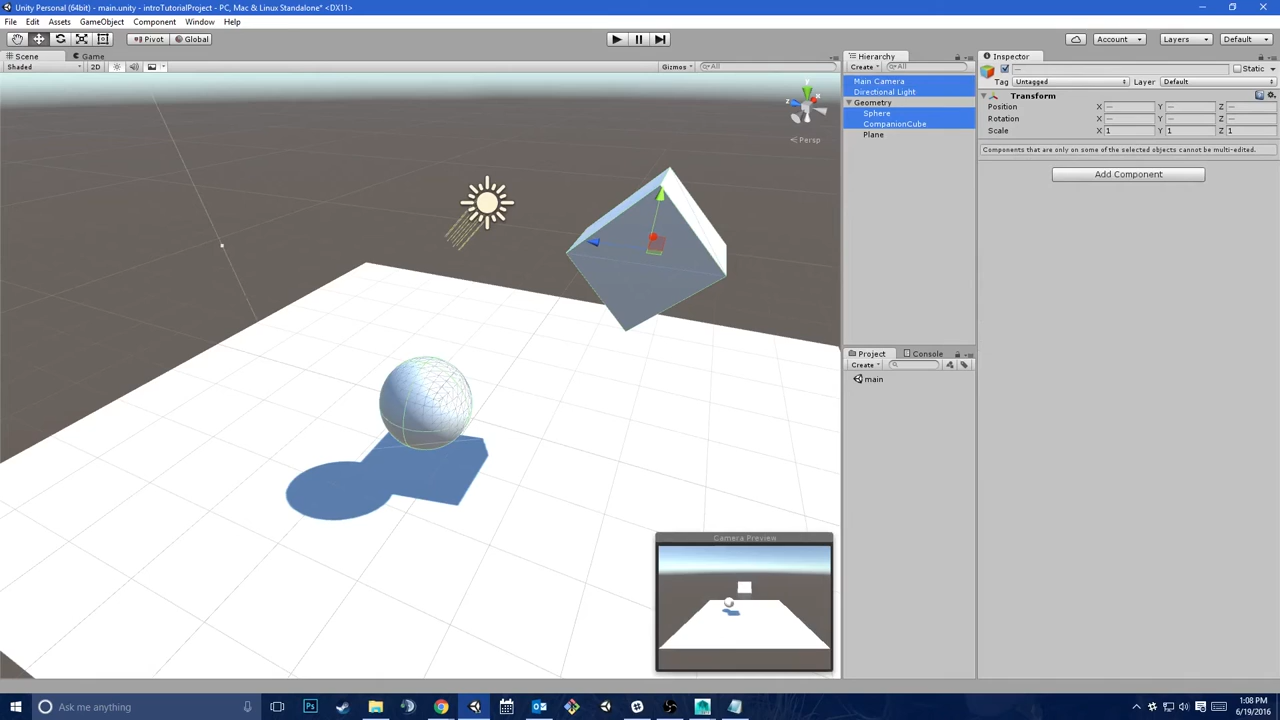 Unity Personal (64bit) - main.unity - introTutorialProject - PC, Mac & Linux Standalone* <DX11>
File Edit Assets GameObject Component Window Help
Pivot Global Account Layers Default
Scene Game
Shaded 2D Gizmos All
Persp
Hierarchy
Create All
Main Camera
Directional Light
Geometry
Sphere
CompanionCube
Plane
Project Console
Create
main
Inspector
— Static
Tag Untagged Layer Default
Transform
Position X — Y — Z —
Rotation X — Y — Z —
Scale X 1 Y 1 Z 1
Components that are only on some of the selected objects cannot be multi-edited.
Add Component
Camera Preview
Ask me anything
1:08 PM
6/19/2016